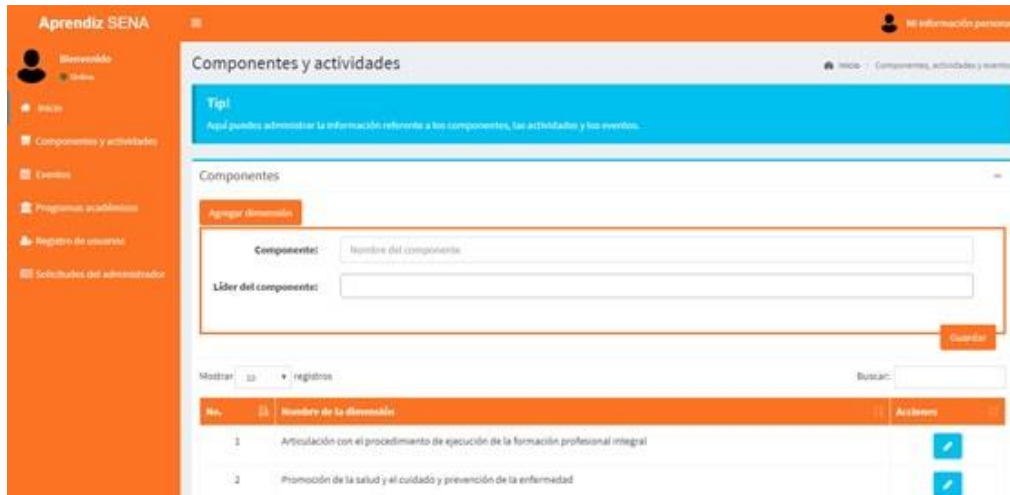 Aprendiz SENA
Mi información persona
Bienvenido
Online
Inicio
Componentes y actividades
Eventos
Programas académicos
Registro de usuarios
Solicitudes del administrador
Componentes y actividades
Inicio
Componentes, actividades y evento
Tip!
Aquí puedes administrar la información referente a los componentes, las actividades y los eventos.
Componentes
Agregar dimensión
Componente:
Nombre del componente
Líder del componente:
Guardar
Mostrar 10 registros
Buscar:
No. Nombre de la dimensión Acciones
1 Articulación con el procedimiento de ejecución de la formación profesional integral
2 Promoción de la salud y el cuidado y prevención de la enfermedad